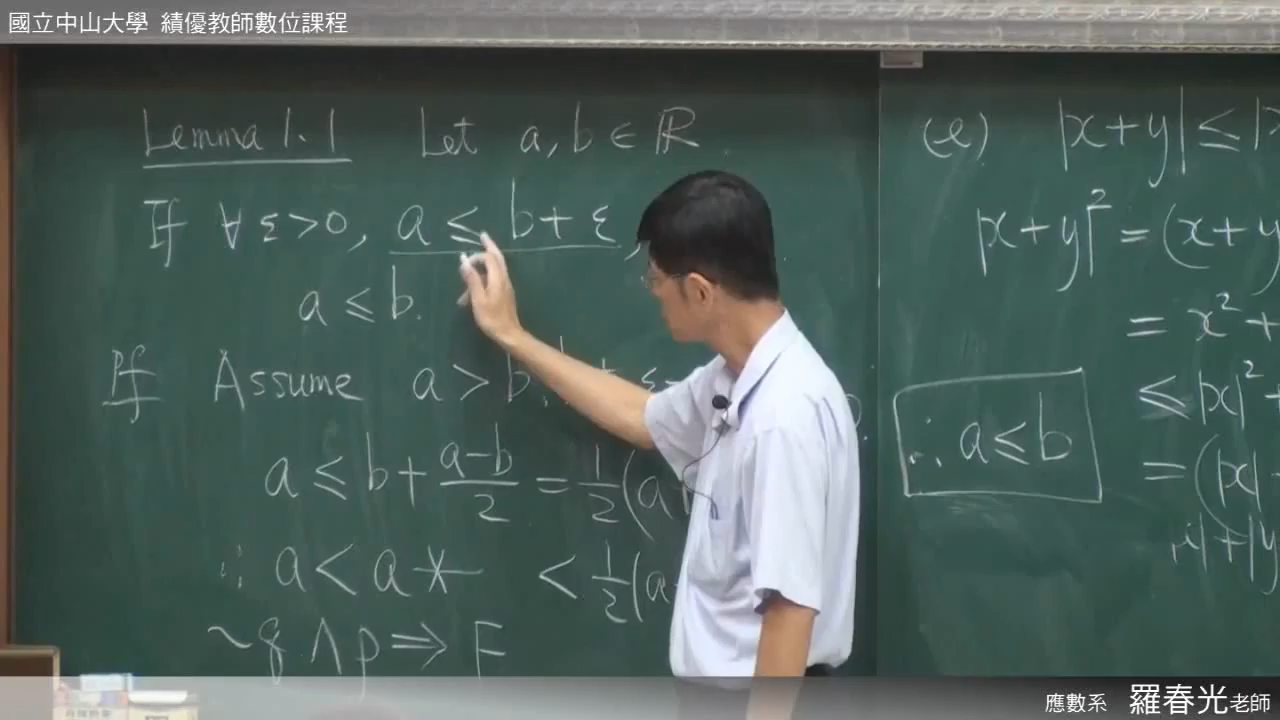 國立中山大學 績優教師數位課程
Lemma 1.1 Let a, b ∈ ℝ.
If ∀ ε > 0, a ≤ b + ε,
a ≤ b.
Pf Assume a > b.
a ≤ b + (a-b)/2 = 1/2 (a
∴ a < a ※ < 1/2 (a
~q ∧ p ⇒ F
(e) |x+y| ≤ |
|x+y|² = (x+y
= x² +
≤ |x|² +
= (|x|
∴ a ≤ b
應數系 羅春光老師